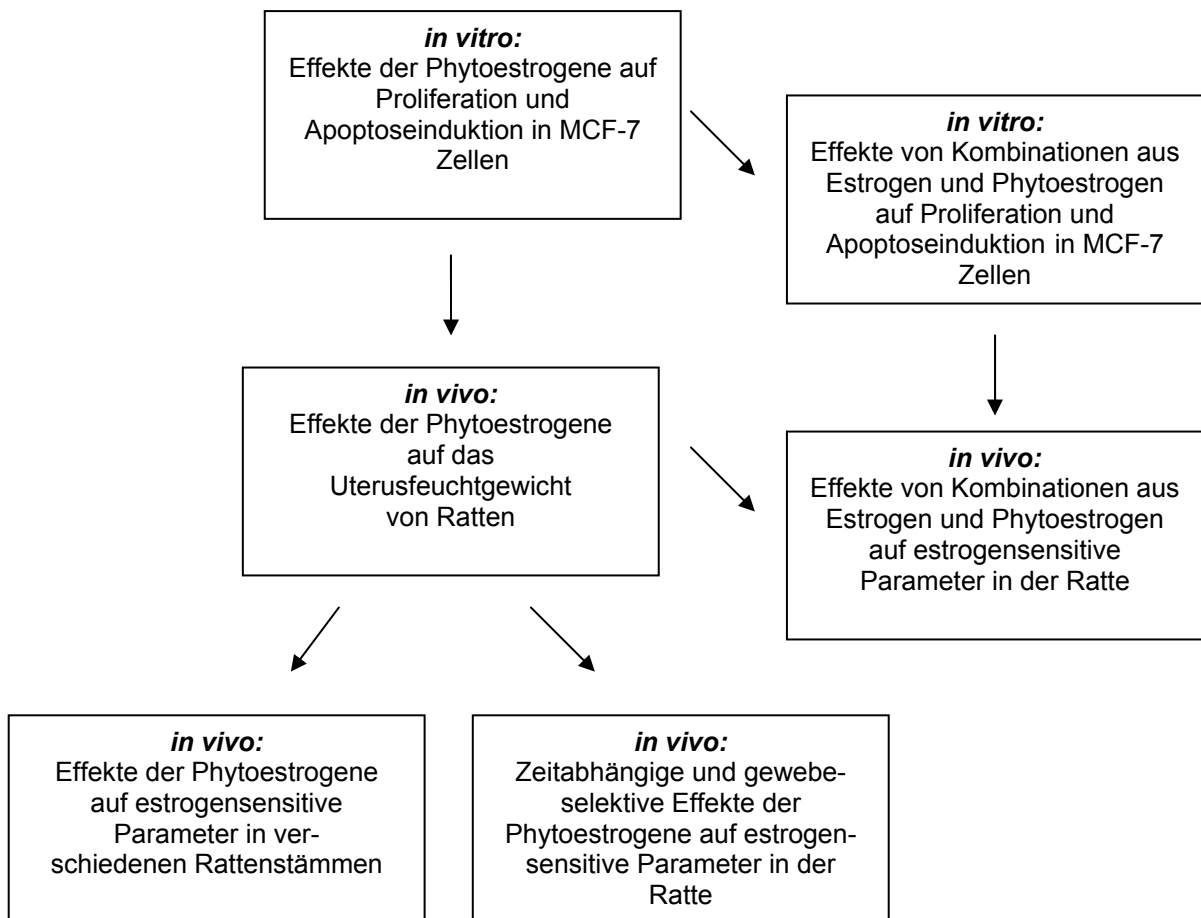 in vitro:
Effekte der Phytoestrogene auf
Proliferation und
Apoptoseinduktion in MCF-7
Zellen
in vitro:
Effekte von Kombinationen aus
Estrogen und Phytoestrogen
auf Proliferation und
Apoptoseinduktion in MCF-7
Zellen
in vivo:
Effekte der Phytoestrogene
auf das
Uterusfeuchtgewicht
von Ratten
in vivo:
Effekte von Kombinationen aus
Estrogen und Phytoestrogen
auf estrogensensitive
Parameter in der Ratte
in vivo:
Effekte der Phytoestrogene
auf estrogensensitive
Parameter in ver-
schiedenen Rattenstämmen
in vivo:
Zeitabhängige und gewebe-
selektive Effekte der
Phytoestrogene auf estrogen-
sensitive Parameter in der
Ratte